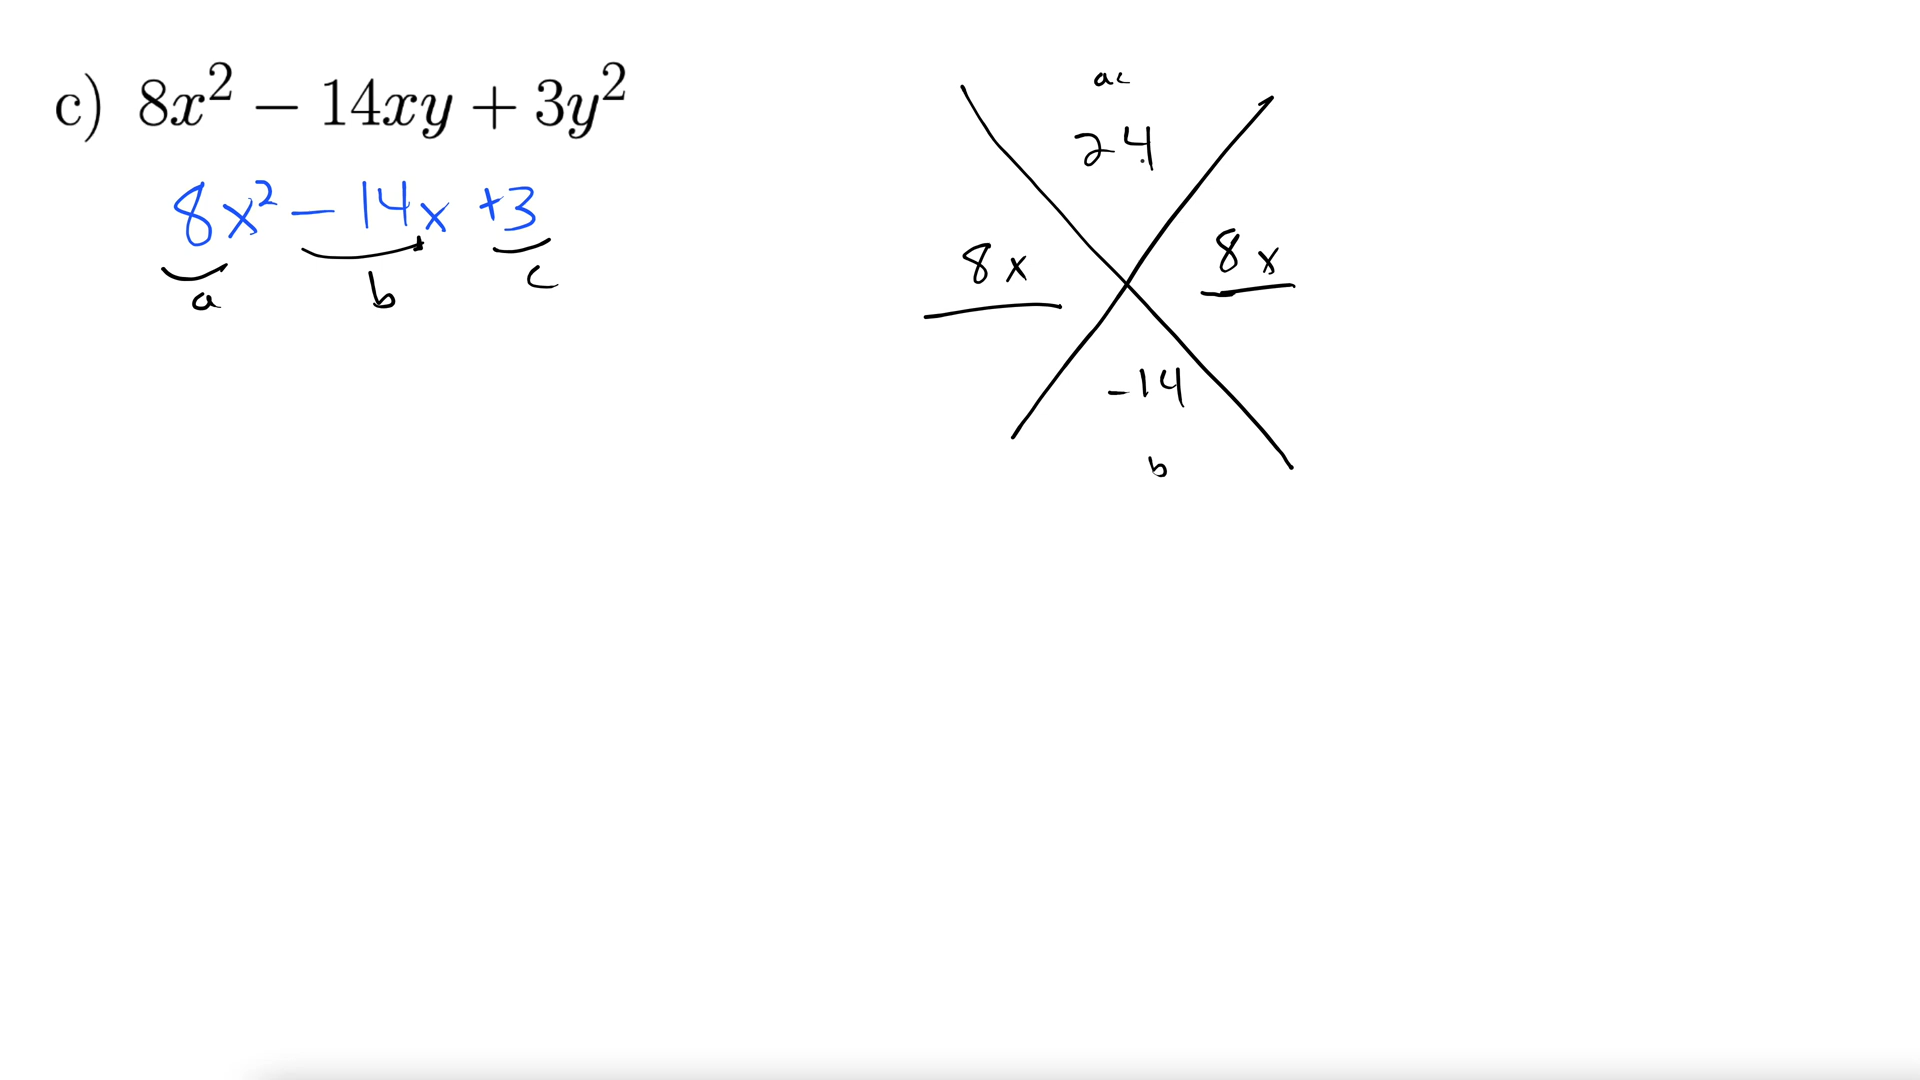 c) 8x² − 14xy + 3y²
8x² − 14x + 3
a b c
ac
24
8x 8x
-14
b